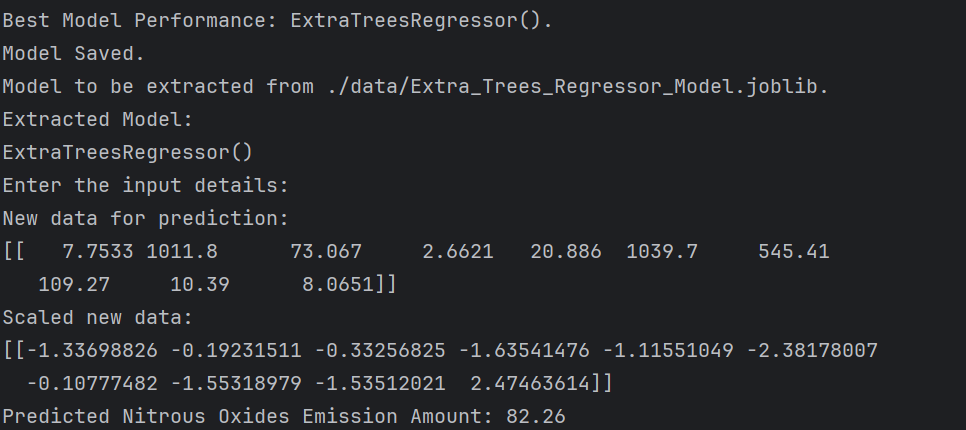 Best Model Performance: ExtraTreesRegressor().
Model Saved.
Model to be extracted from ./data/Extra_Trees_Regressor_Model.joblib.
Extracted Model:
ExtraTreesRegressor()
Enter the input details:
New data for prediction:
[[   7.7533 1011.8      73.067     2.6621   20.886  1039.7     545.41
   109.27     10.39      8.0651]]
Scaled new data:
[[-1.33698826 -0.19231511 -0.33256825 -1.63541476 -1.11551049 -2.38178007
  -0.10777482 -1.55318979 -1.53512021  2.47463614]]
Predicted Nitrous Oxides Emission Amount: 82.26